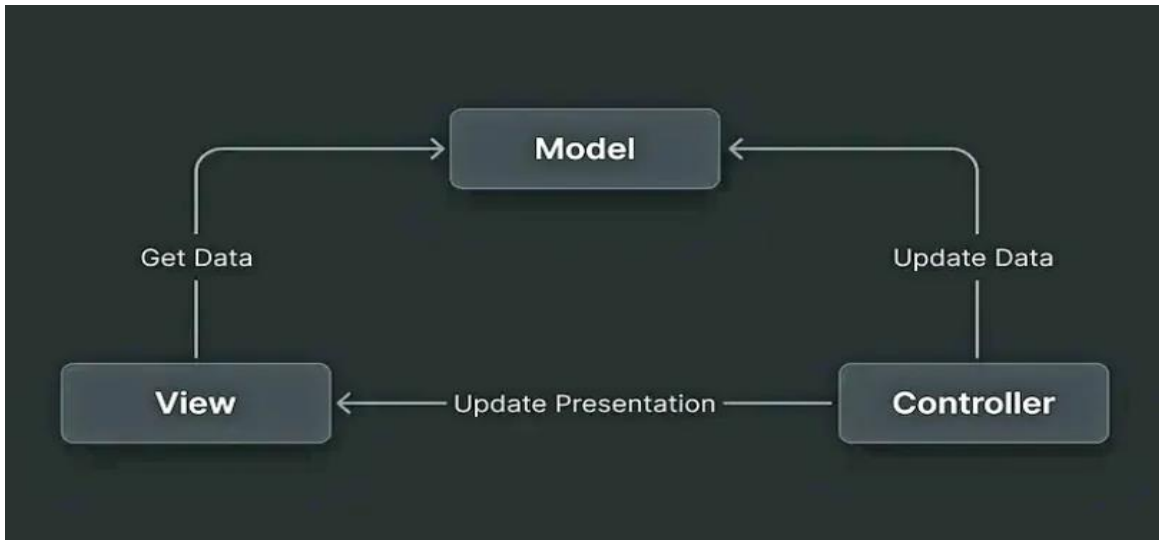 Model
Get Data
Update Data
View
Update Presentation
Controller